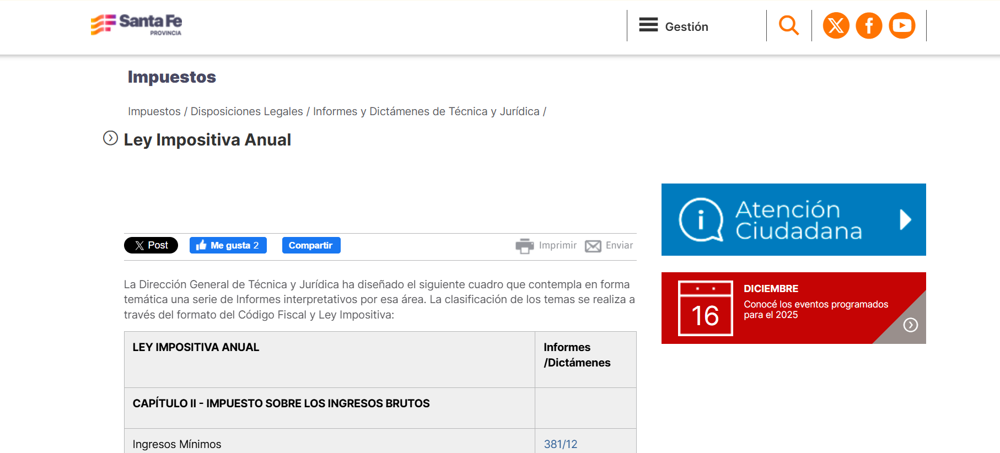 Santa Fe
PROVINCIA
Gestión
Impuestos
Impuestos / Disposiciones Legales / Informes y Dictámenes de Técnica y Jurídica /
Ley Impositiva Anual
Atención
Ciudadana
Post
Me gusta 2
Compartir
Imprimir
Enviar
DICIEMBRE
16
Conocé los eventos programados
para el 2025
La Dirección General de Técnica y Jurídica ha diseñado el siguiente cuadro que contempla en forma
temática una serie de Informes interpretativos por esa área. La clasificación de los temas se realiza a
través del formato del Código Fiscal y Ley Impositiva:
LEY IMPOSITIVA ANUAL
Informes
/Dictámenes
CAPÍTULO II - IMPUESTO SOBRE LOS INGRESOS BRUTOS
Ingresos Mínimos
381/12